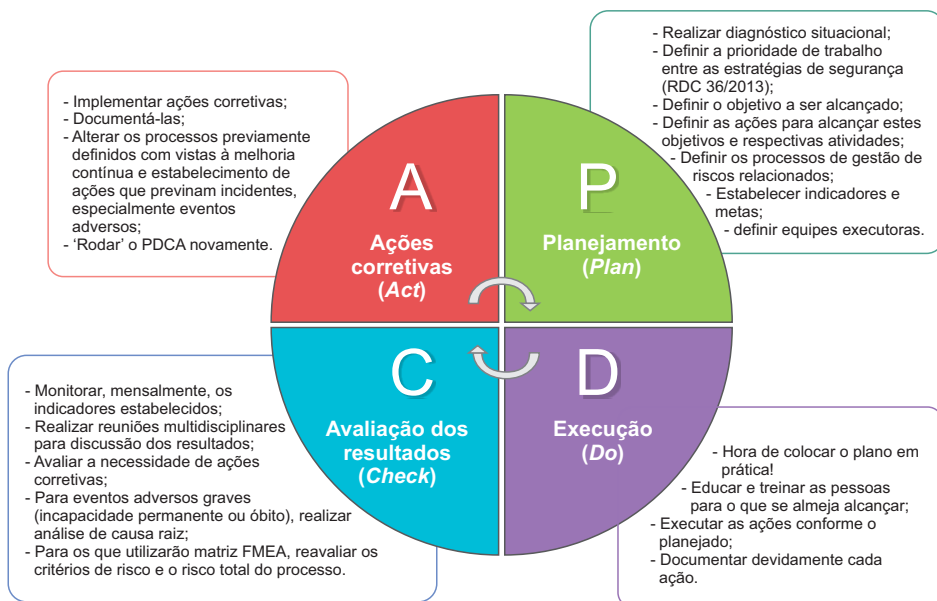 - Implementar ações corretivas;
- Documentá-las;
- Alterar os processos previamente
definidos com vistas à melhoria
contínua e estabelecimento de
ações que previnam incidentes,
especialmente eventos
adversos;
- ‘Rodar’ o PDCA novamente.
A
Ações
corretivas
(Act)
P
Planejamento
(Plan)
- Realizar diagnóstico situacional;
- Definir a prioridade de trabalho
entre as estratégias de segurança
(RDC 36/2013);
- Definir o objetivo a ser alcançado;
- Definir as ações para alcançar estes
objetivos e respectivas atividades;
- Definir os processos de gestão de
riscos relacionados;
- Estabelecer indicadores e
metas;
- definir equipes executoras.
- Monitorar, mensalmente, os
indicadores estabelecidos;
- Realizar reuniões multidisciplinares
para discussão dos resultados;
- Avaliar a necessidade de ações
corretivas;
- Para eventos adversos graves
(incapacidade permanente ou óbito), realizar
análise de causa raiz;
- Para os que utilizarão matriz FMEA, reavaliar os
critérios de risco e o risco total do processo.
C
Avaliação dos
resultados
(Check)
D
Execução
(Do)
- Hora de colocar o plano em
prática!
- Educar e treinar as pessoas
para o que se almeja alcançar;
- Executar as ações conforme o
planejado;
- Documentar devidamente cada
ação.